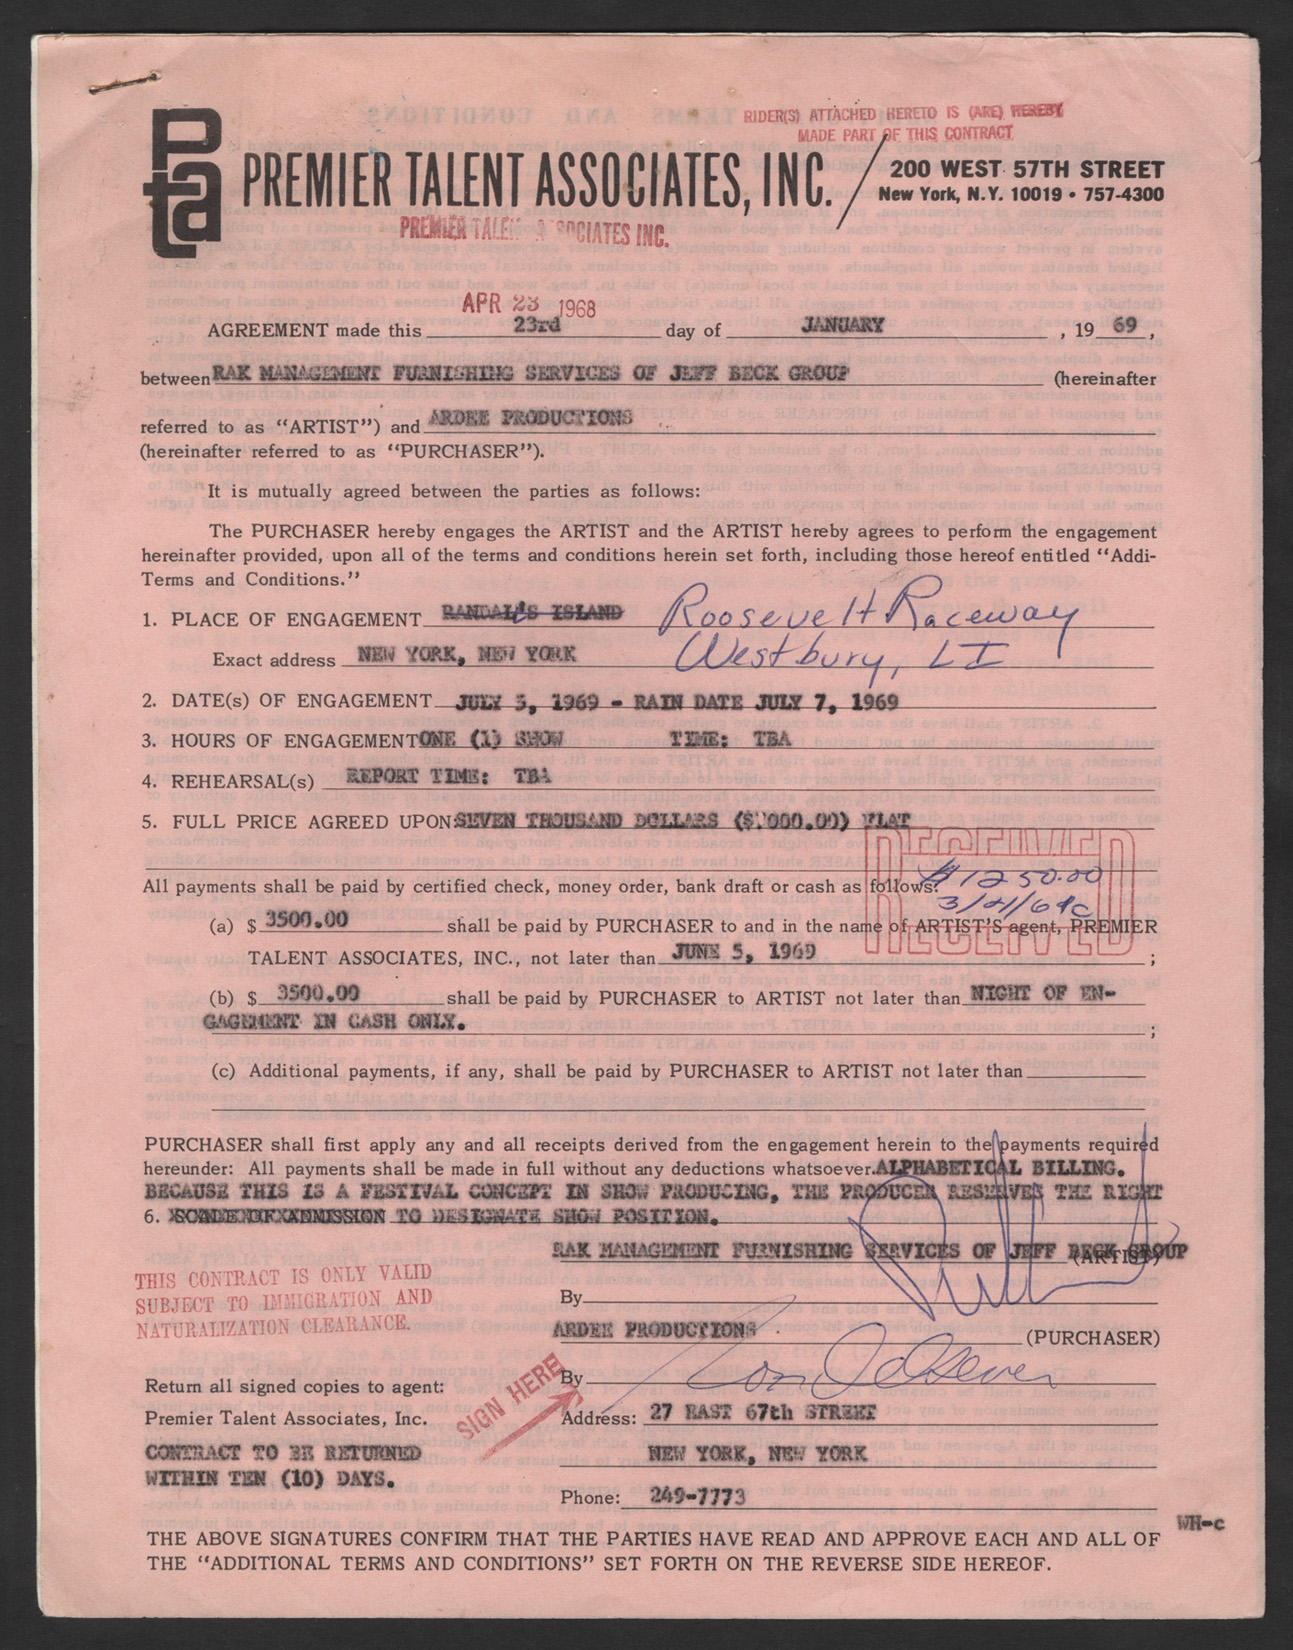 RIDER(S) ATTACHED HERETO IS (ARE) HEREBY
MADE PART OF THIS CONTRACT
Pta
PREMIER TALENT ASSOCIATES, INC. / 200 WEST 57TH STREET
New York, N.Y. 10019 • 757-4300
PREMIER TALENT ASSOCIATES INC.
APR 23 1968
AGREEMENT made this 23rd day of JANUARY, 19 69,
between RAK MANAGEMENT FURNISHING SERVICES OF JEFF BECK GROUP (hereinafter
referred to as "ARTIST") and ARDEE PRODUCTIONS
(hereinafter referred to as "PURCHASER").
It is mutually agreed between the parties as follows:
The PURCHASER hereby engages the ARTIST and the ARTIST hereby agrees to perform the engagement
hereinafter provided, upon all of the terms and conditions herein set forth, including those hereof entitled "Addi-
Terms and Conditions."
1. PLACE OF ENGAGEMENT RANDAL'S ISLAND Roosevelt Raceway
Exact address NEW YORK, NEW YORK Westbury, LI
2. DATE(s) OF ENGAGEMENT JULY 5, 1969 - RAIN DATE JULY 7, 1969
3. HOURS OF ENGAGEMENT ONE (1) SHOW TIME: TBA
4. REHEARSAL(s) REPORT TIME: TBA
5. FULL PRICE AGREED UPON SEVEN THOUSAND DOLLARS ($7000.00) FLAT
RECEIVED
$1250.00
All payments shall be paid by certified check, money order, bank draft or cash as follows:
3/21/69
(a) $ 3500.00 shall be paid by PURCHASER to and in the name of ARTIST'S agent, PREMIER
RECEIVED
TALENT ASSOCIATES, INC., not later than JUNE 5, 1969 ;
(b) $ 3500.00 shall be paid by PURCHASER to ARTIST not later than NIGHT OF EN-
GAGEMENT IN CASH ONLY. ;
(c) Additional payments, if any, shall be paid by PURCHASER to ARTIST not later than
PURCHASER shall first apply any and all receipts derived from the engagement herein to the payments required
hereunder: All payments shall be made in full without any deductions whatsoever. ALPHABETICAL BILLING.
BECAUSE THIS IS A FESTIVAL CONCEPT IN SHOW PRODUCING, THE PRODUCER RESERVES THE RIGHT
6. SCALE OF ADMISSION TO DESIGNATE SHOW POSITION.
RAK MANAGEMENT FURNISHING SERVICES OF JEFF BECK GROUP
(ARTIST)
THIS CONTRACT IS ONLY VALID
SUBJECT TO IMMIGRATION AND
NATURALIZATION CLEARANCE.
By
ARDEE PRODUCTIONS (PURCHASER)
SIGN HERE
By Ron Delsener
Return all signed copies to agent:
Premier Talent Associates, Inc.
Address: 27 EAST 67th STREET
CONTRACT TO BE RETURNED
WITHIN TEN (10) DAYS.
NEW YORK, NEW YORK
Phone: 249-7773
WH-c
THE ABOVE SIGNATURES CONFIRM THAT THE PARTIES HAVE READ AND APPROVE EACH AND ALL OF
THE "ADDITIONAL TERMS AND CONDITIONS" SET FORTH ON THE REVERSE SIDE HEREOF.